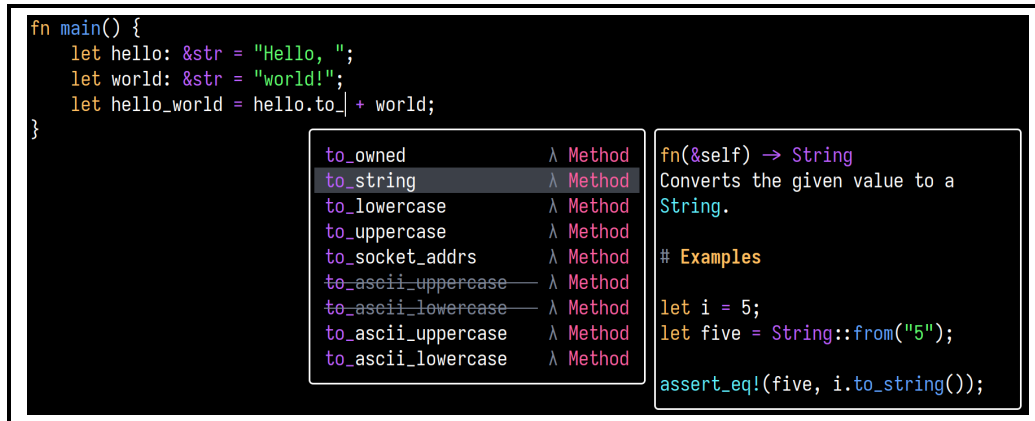 fn main() {
    let hello: &str = "Hello, ";
    let world: &str = "world!";
    let hello_world = hello.to_ + world;
}
to_owned λ Method
to_string λ Method
to_lowercase λ Method
to_uppercase λ Method
to_socket_addrs λ Method
to_ascii_uppercase λ Method
to_ascii_lowercase λ Method
to_ascii_uppercase λ Method
to_ascii_lowercase λ Method
fn(&self) → String
Converts the given value to a
String.
# Examples
let i = 5;
let five = String::from("5");
assert_eq!(five, i.to_string());